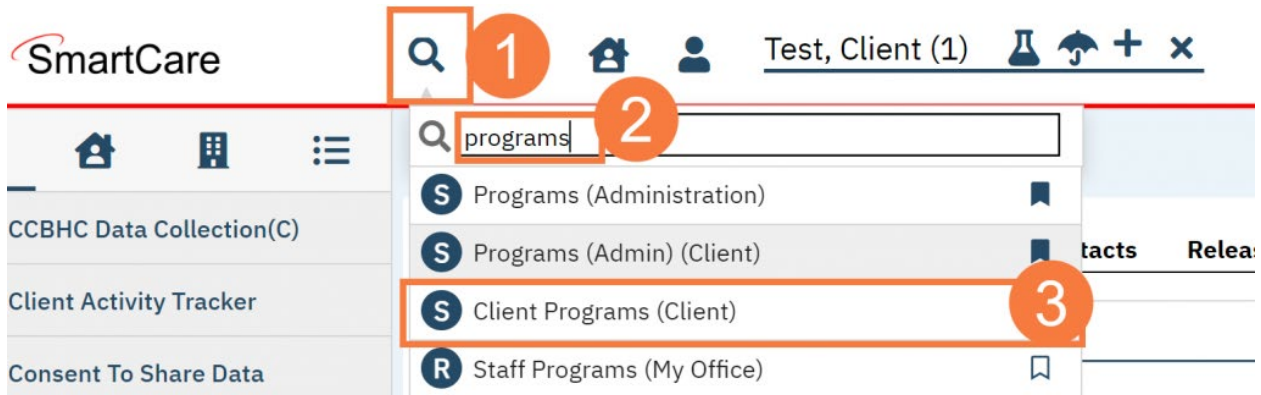 SmartCare
1
Test, Client (1)
programs
2
S Programs (Administration)
S Programs (Admin) (Client)
S Client Programs (Client)
3
R Staff Programs (My Office)
CCBHC Data Collection(C)
Client Activity Tracker
Consent To Share Data
tacts Relea